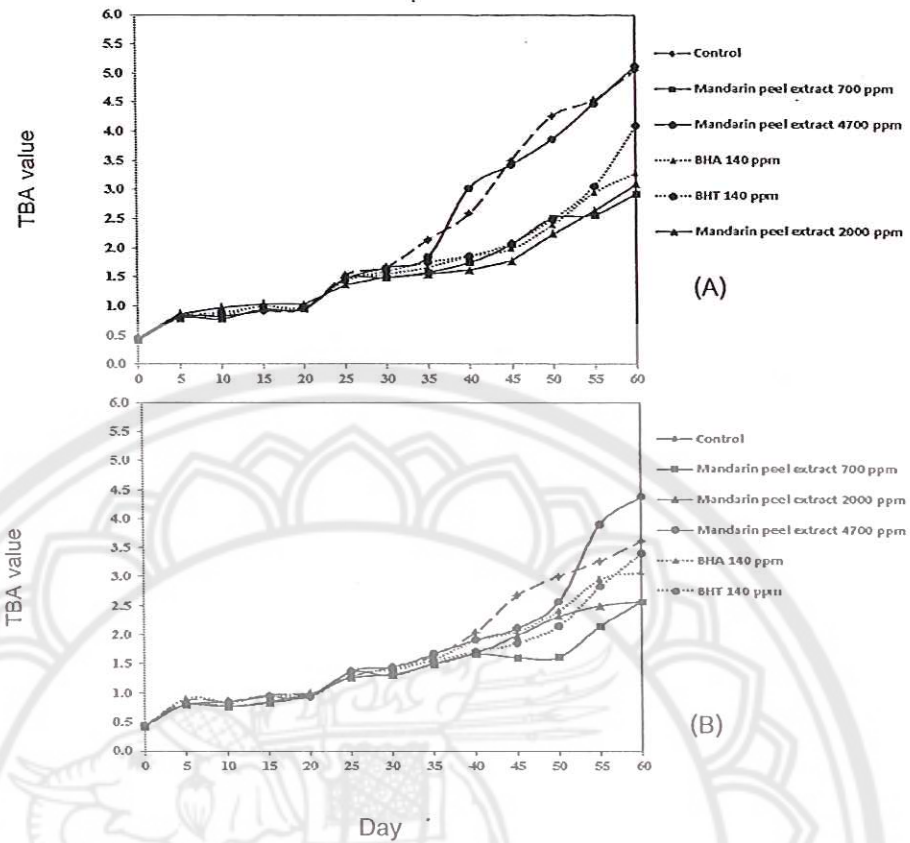 6.0
5.5
5.0
4.5
4.0
3.5
3.0
2.5
2.0
1.5
1.0
0.5
0.0
TBA value
0 5 10 15 20 25 30 35 40 45 50 55 60
Control
Mandarin peel extract 700 ppm
Mandarin peel extract 4700 ppm
BHA 140 ppm
BHT 140 ppm
Mandarin peel extract 2000 ppm
(A)
6.0
5.5
5.0
4.5
4.0
3.5
3.0
2.5
2.0
1.5
1.0
0.5
0.0
TBA value
0 5 10 15 20 25 30 35 40 45 50 55 60
Control
Mandarin peel extract 700 ppm
Mandarin peel extract 2000 ppm
Mandarin peel extract 4700 ppm
BHA 140 ppm
BHT 140 ppm
(B)
Day